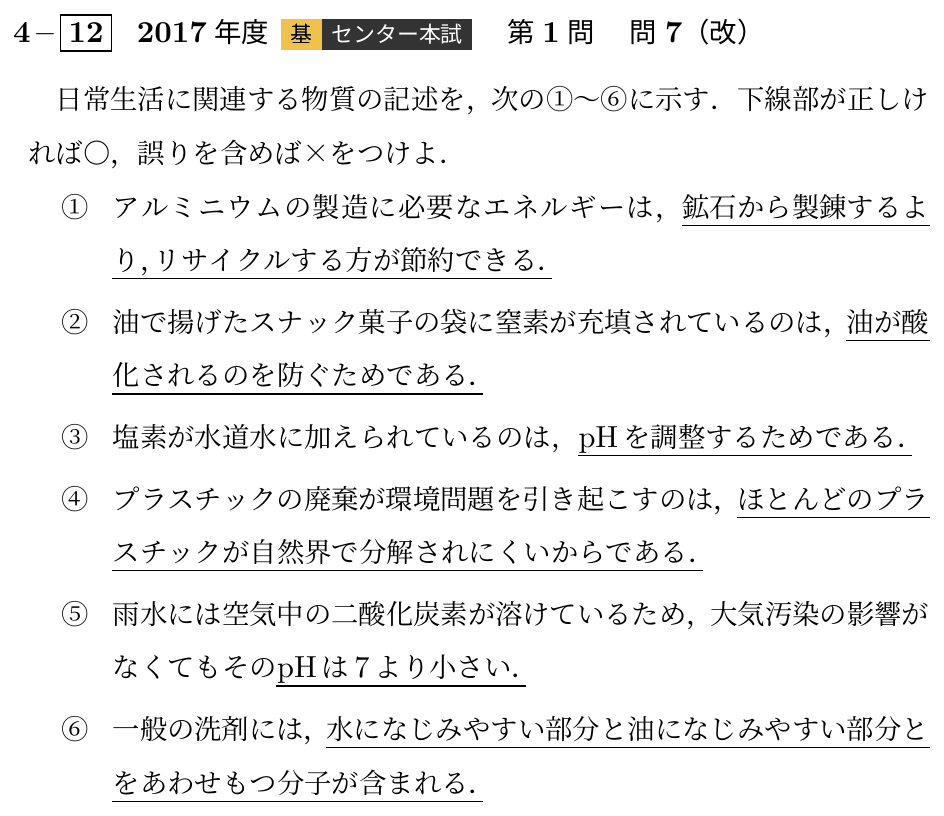 4－12 2017 年度 基 センター本試 第 1 問 問 7（改）
日常生活に関連する物質の記述を，次の①～⑥に示す．下線部が正しけ
れば○，誤りを含めば×をつけよ．
① アルミニウムの製造に必要なエネルギーは，鉱石から製錬するよ
り，リサイクルする方が節約できる．
② 油で揚げたスナック菓子の袋に窒素が充填されているのは，油が酸
化されるのを防ぐためである．
③ 塩素が水道水に加えられているのは，pHを調整するためである．
④ プラスチックの廃棄が環境問題を引き起こすのは，ほとんどのプラ
スチックが自然界で分解されにくいからである．
⑤ 雨水には空気中の二酸化炭素が溶けているため，大気汚染の影響が
なくてもそのpHは７より小さい．
⑥ 一般の洗剤には，水になじみやすい部分と油になじみやすい部分と
をあわせもつ分子が含まれる．